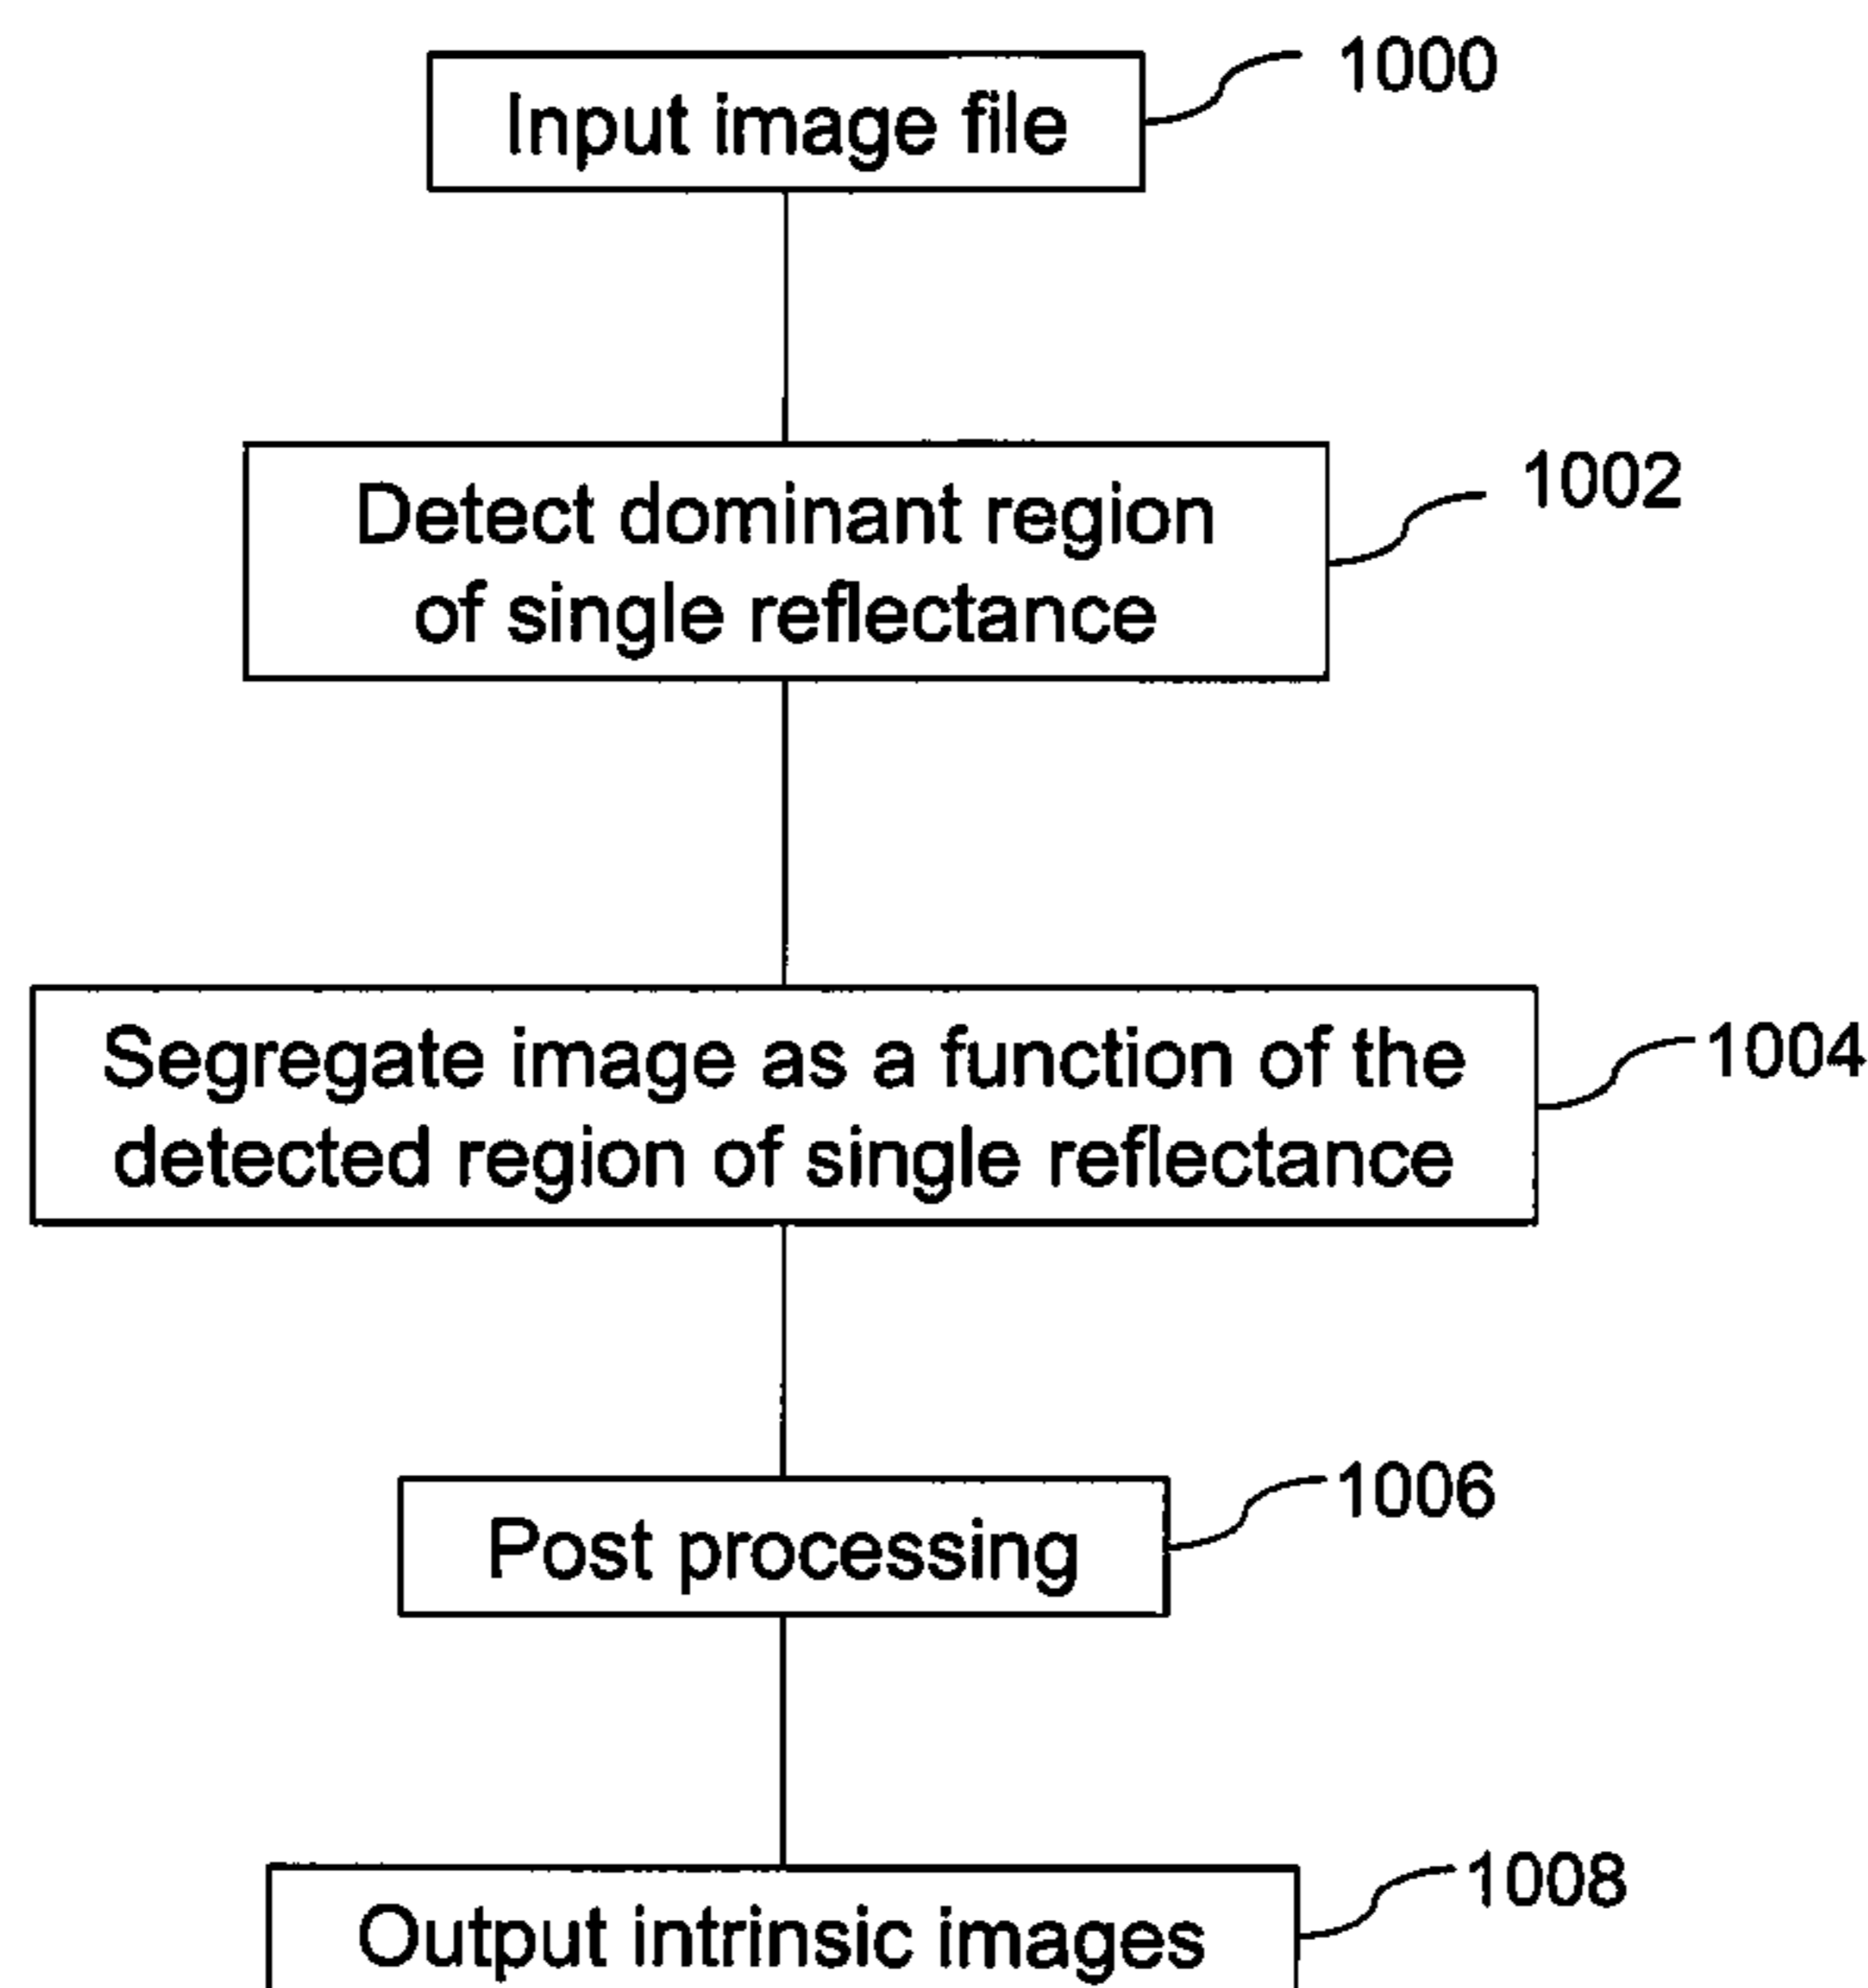 Input image file
1000
Detect dominant region
of single reflectance
1002
Segregate image as a function of the
detected region of single reflectance
1004
Post processing
1006
Output intrinsic images
1008